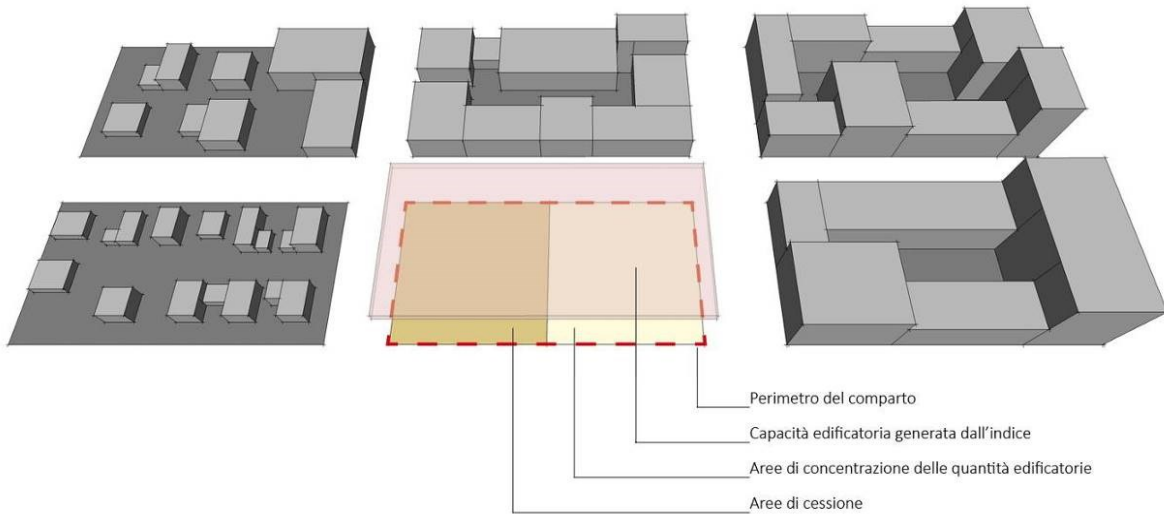 Perimetro del comparto
Capacità edificatoria generata dall'indice
Aree di concentrazione delle quantità edificatorie
Aree di cessione